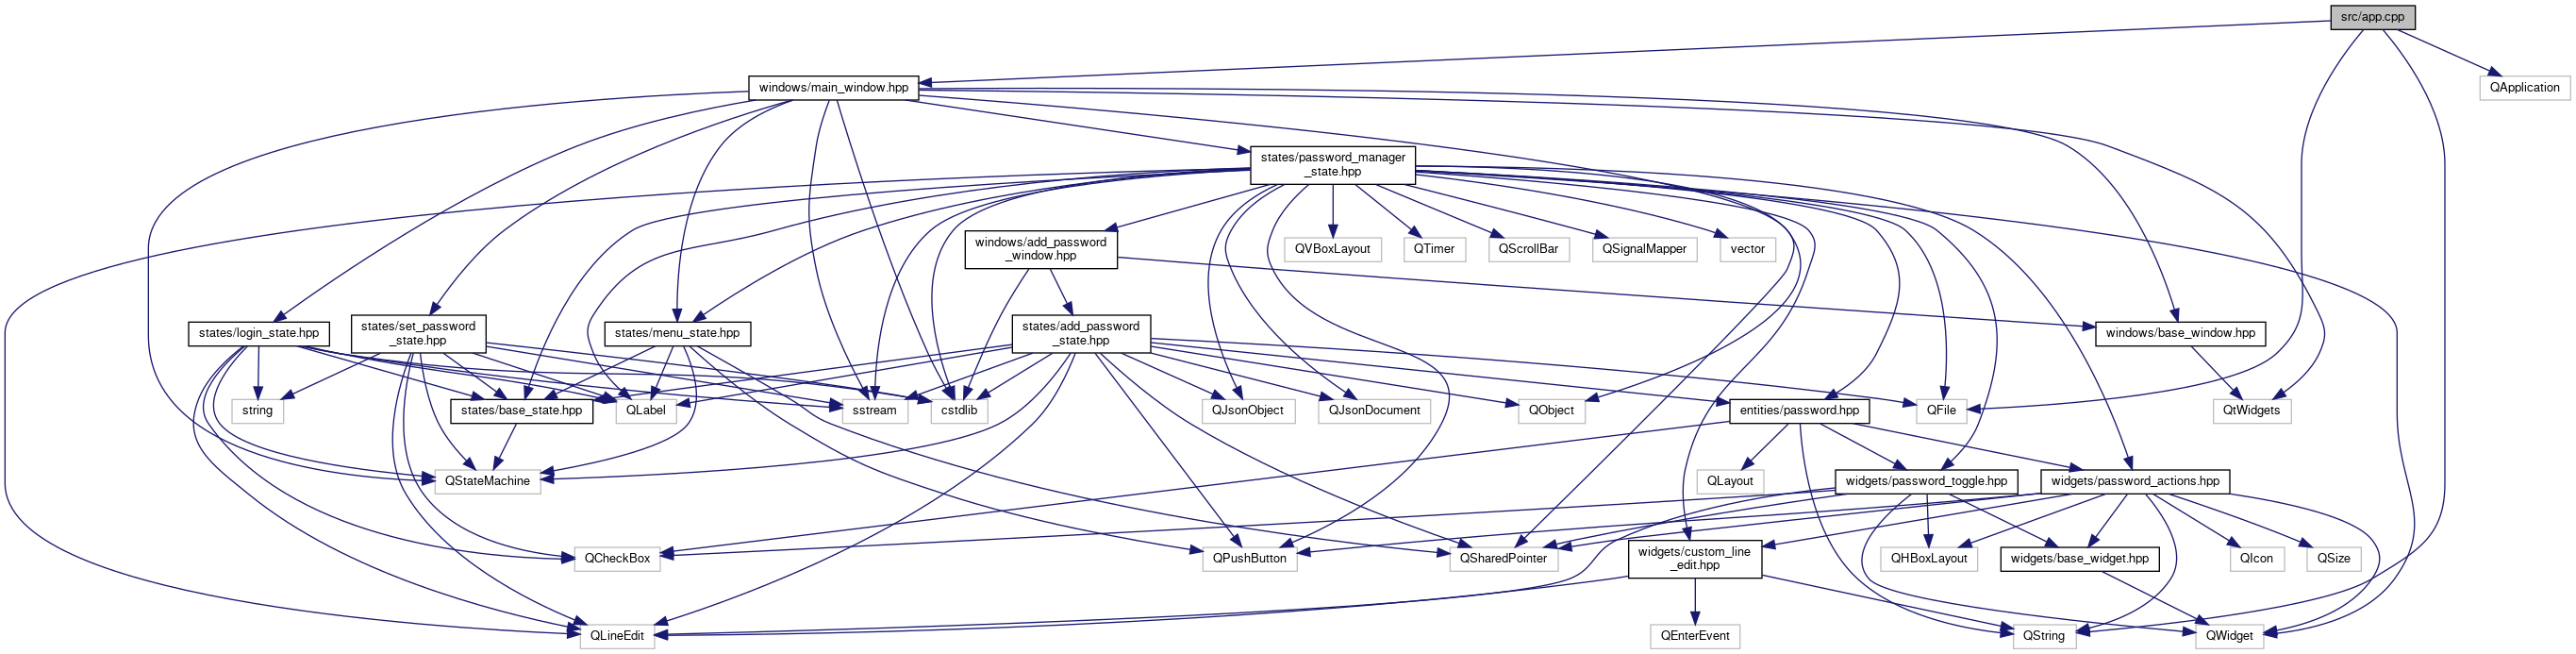 src/app.cpp
windows/main_window.hpp
QApplication
states/password_manager
_state.hpp
windows/add_password
_window.hpp
QVBoxLayout
QTimer
QScrollBar
QSignalMapper
vector
states/login_state.hpp
states/set_password
_state.hpp
states/menu_state.hpp
states/add_password
_state.hpp
windows/base_window.hpp
string
states/base_state.hpp
QLabel
sstream
cstdlib
QJsonObject
QJsonDocument
QObject
entities/password.hpp
QFile
QtWidgets
QStateMachine
QLayout
widgets/password_toggle.hpp
widgets/password_actions.hpp
QCheckBox
QPushButton
QSharedPointer
widgets/custom_line
_edit.hpp
QHBoxLayout
widgets/base_widget.hpp
QIcon
QSize
QLineEdit
QEnterEvent
QString
QWidget